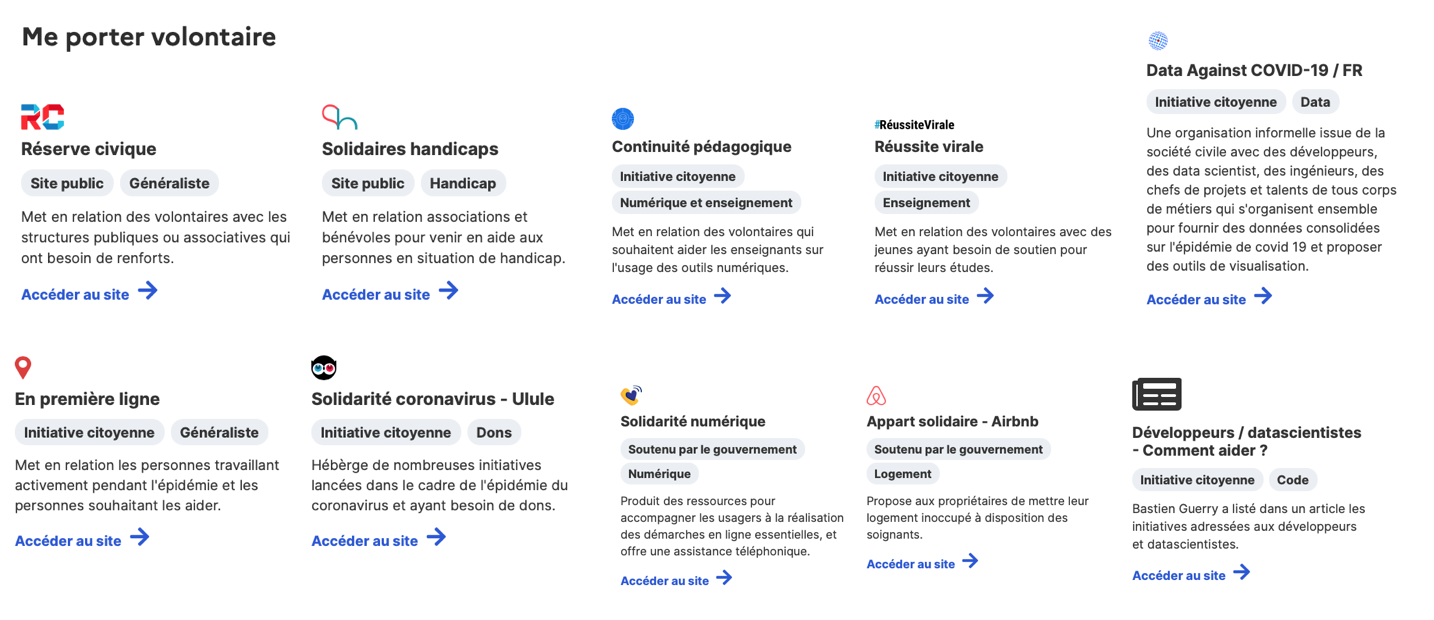 Me porter volontaire
RC
Réserve civique
Site public Généraliste
Met en relation des volontaires avec les
structures publiques ou associatives qui
ont besoin de renforts.
Accéder au site
Solidaires handicaps
Site public Handicap
Met en relation associations et
bénévoles pour venir en aide aux
personnes en situation de handicap.
Accéder au site
Continuité pédagogique
Initiative citoyenne
Numérique et enseignement
Met en relation des volontaires qui
souhaitent aider les enseignants sur
l'usage des outils numériques.
Accéder au site
#RéussiteVirale
Réussite virale
Initiative citoyenne
Enseignement
Met en relation des volontaires avec des
jeunes ayant besoin de soutien pour
réussir leurs études.
Accéder au site
Data Against COVID-19 / FR
Initiative citoyenne Data
Une organisation informelle issue de la
société civile avec des développeurs,
des data scientist, des ingénieurs, des
chefs de projets et talents de tous corps
de métiers qui s'organisent ensemble
pour fournir des données consolidées
sur l'épidémie de covid 19 et proposer
des outils de visualisation.
Accéder au site
En première ligne
Initiative citoyenne Généraliste
Met en relation les personnes travaillant
activement pendant l'épidémie et les
personnes souhaitant les aider.
Accéder au site
Solidarité coronavirus - Ulule
Initiative citoyenne Dons
Hébèrge de nombreuses initiatives
lancées dans le cadre de l'épidémie du
coronavirus et ayant besoin de dons.
Accéder au site
Solidarité numérique
Soutenu par le gouvernement
Numérique
Produit des ressources pour
accompagner les usagers à la réalisation
des démarches en ligne essentielles, et
offre une assistance téléphonique.
Accéder au site
Appart solidaire - Airbnb
Soutenu par le gouvernement
Logement
Propose aux propriétaires de mettre leur
logement inoccupé à disposition des
soignants.
Accéder au site
Développeurs / datascientistes
- Comment aider ?
Initiative citoyenne Code
Bastien Guerry a listé dans un article les
initiatives adressées aux développeurs
et datascientistes.
Accéder au site